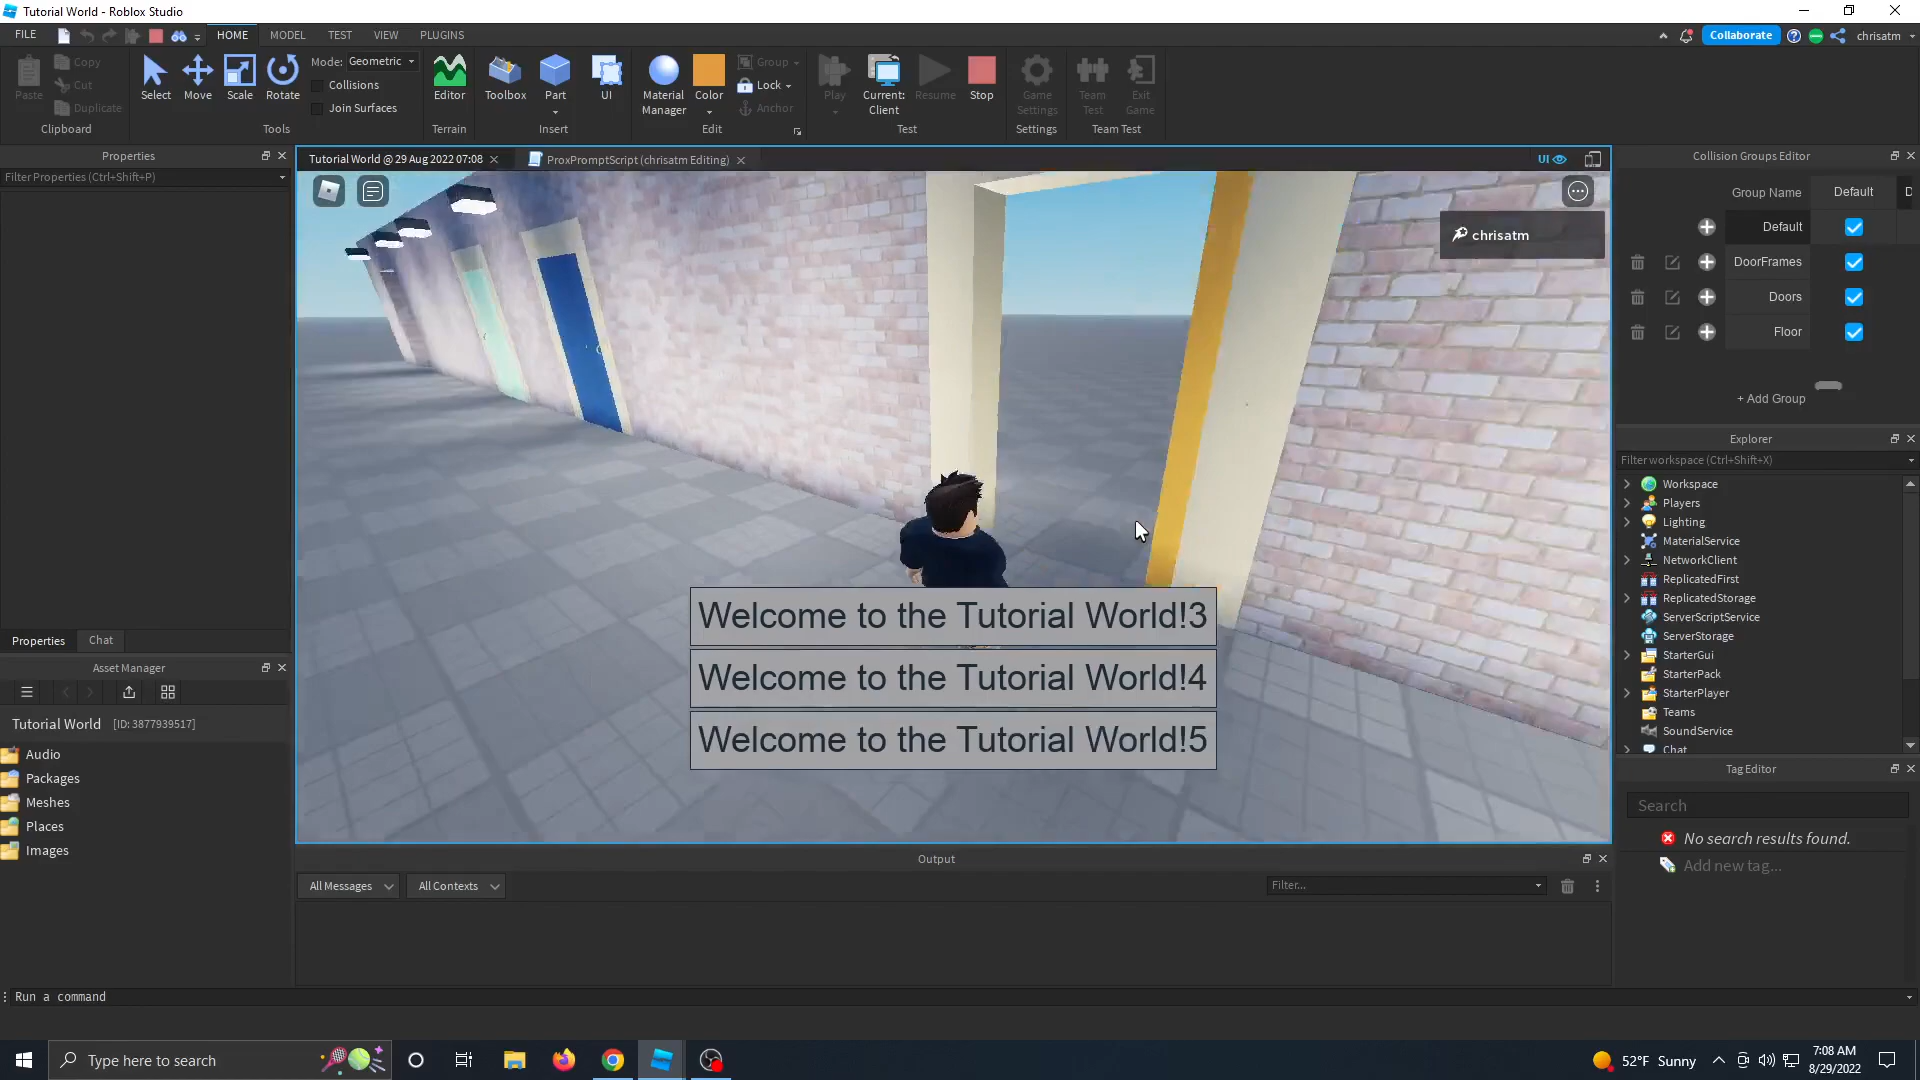 Tutorial World - Roblox Studio
FILE HOME MODEL TEST VIEW PLUGINS Collaborate chrisatm
Paste Copy Cut Duplicate Clipboard
Select Move Scale Rotate Mode: Geometric Collisions Join Surfaces Tools
Editor Terrain
Toolbox Part UI Insert
Material Manager Color Group Lock Anchor Edit
Play Current: Client Resume Stop Test
Game Settings Settings
Team Test Exit Game Team Test
Properties
Filter Properties (Ctrl+Shift+P)
Properties Chat
Asset Manager
Tutorial World [ID: 3877939517]
Audio
Packages
Meshes
Places
Images
Tutorial World @ 29 Aug 2022 07:08 ProxPromptScript (chrisatm Editing) UI
chrisatm
Welcome to the Tutorial World!3
Welcome to the Tutorial World!4
Welcome to the Tutorial World!5
Output
All Messages All Contexts Filter...
Collision Groups Editor
Group Name Default D
Default
DoorFrames
Doors
Floor
+ Add Group
Explorer
Filter workspace (Ctrl+Shift+X)
Workspace
Players
Lighting
MaterialService
NetworkClient
ReplicatedFirst
ReplicatedStorage
ServerScriptService
ServerStorage
StarterGui
StarterPack
StarterPlayer
Teams
SoundService
Chat
Tag Editor
Search
No search results found.
Add new tag...
Run a command
Type here to search
52°F Sunny
7:08 AM
8/29/2022